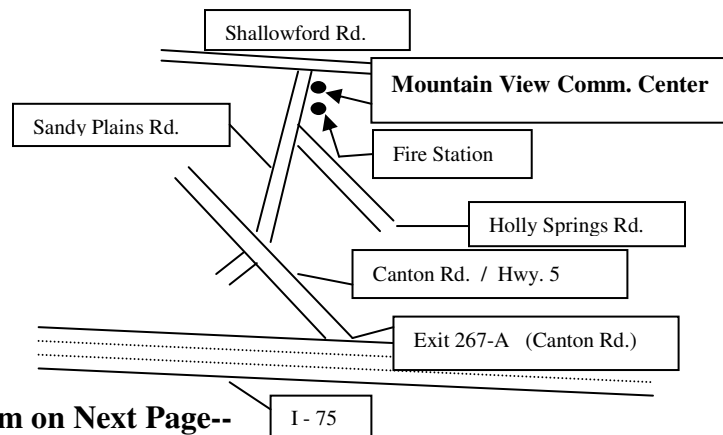 Shallowford Rd.
Mountain View Comm. Center
Sandy Plains Rd.
Fire Station
Holly Springs Rd.
Canton Rd. / Hwy. 5
Exit 267-A (Canton Rd.)
m on Next Page--
I - 75